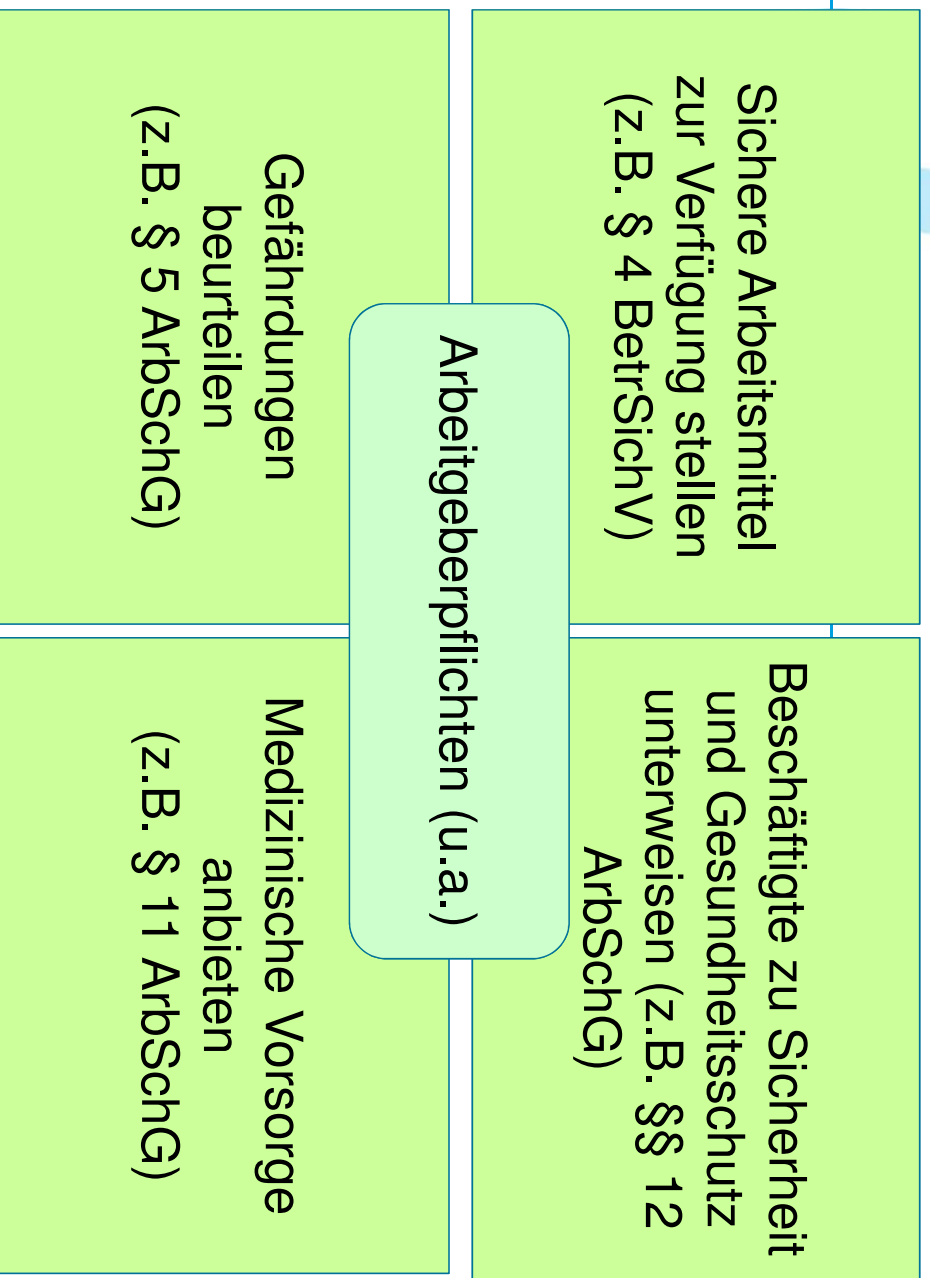 Sichere Arbeitsmittel
zur Verfügung stellen
(z.B. § 4 BetrSichV)
Beschäftigte zu Sicherheit
und Gesundheitsschutz
unterweisen (z.B. §§ 12
ArbSchG)
Arbeitgeberpflichten (u.a.)
Gefährdungen
beurteilen
(z.B. § 5 ArbSchG)
Medizinische Vorsorge
anbieten
(z.B. § 11 ArbSchG)